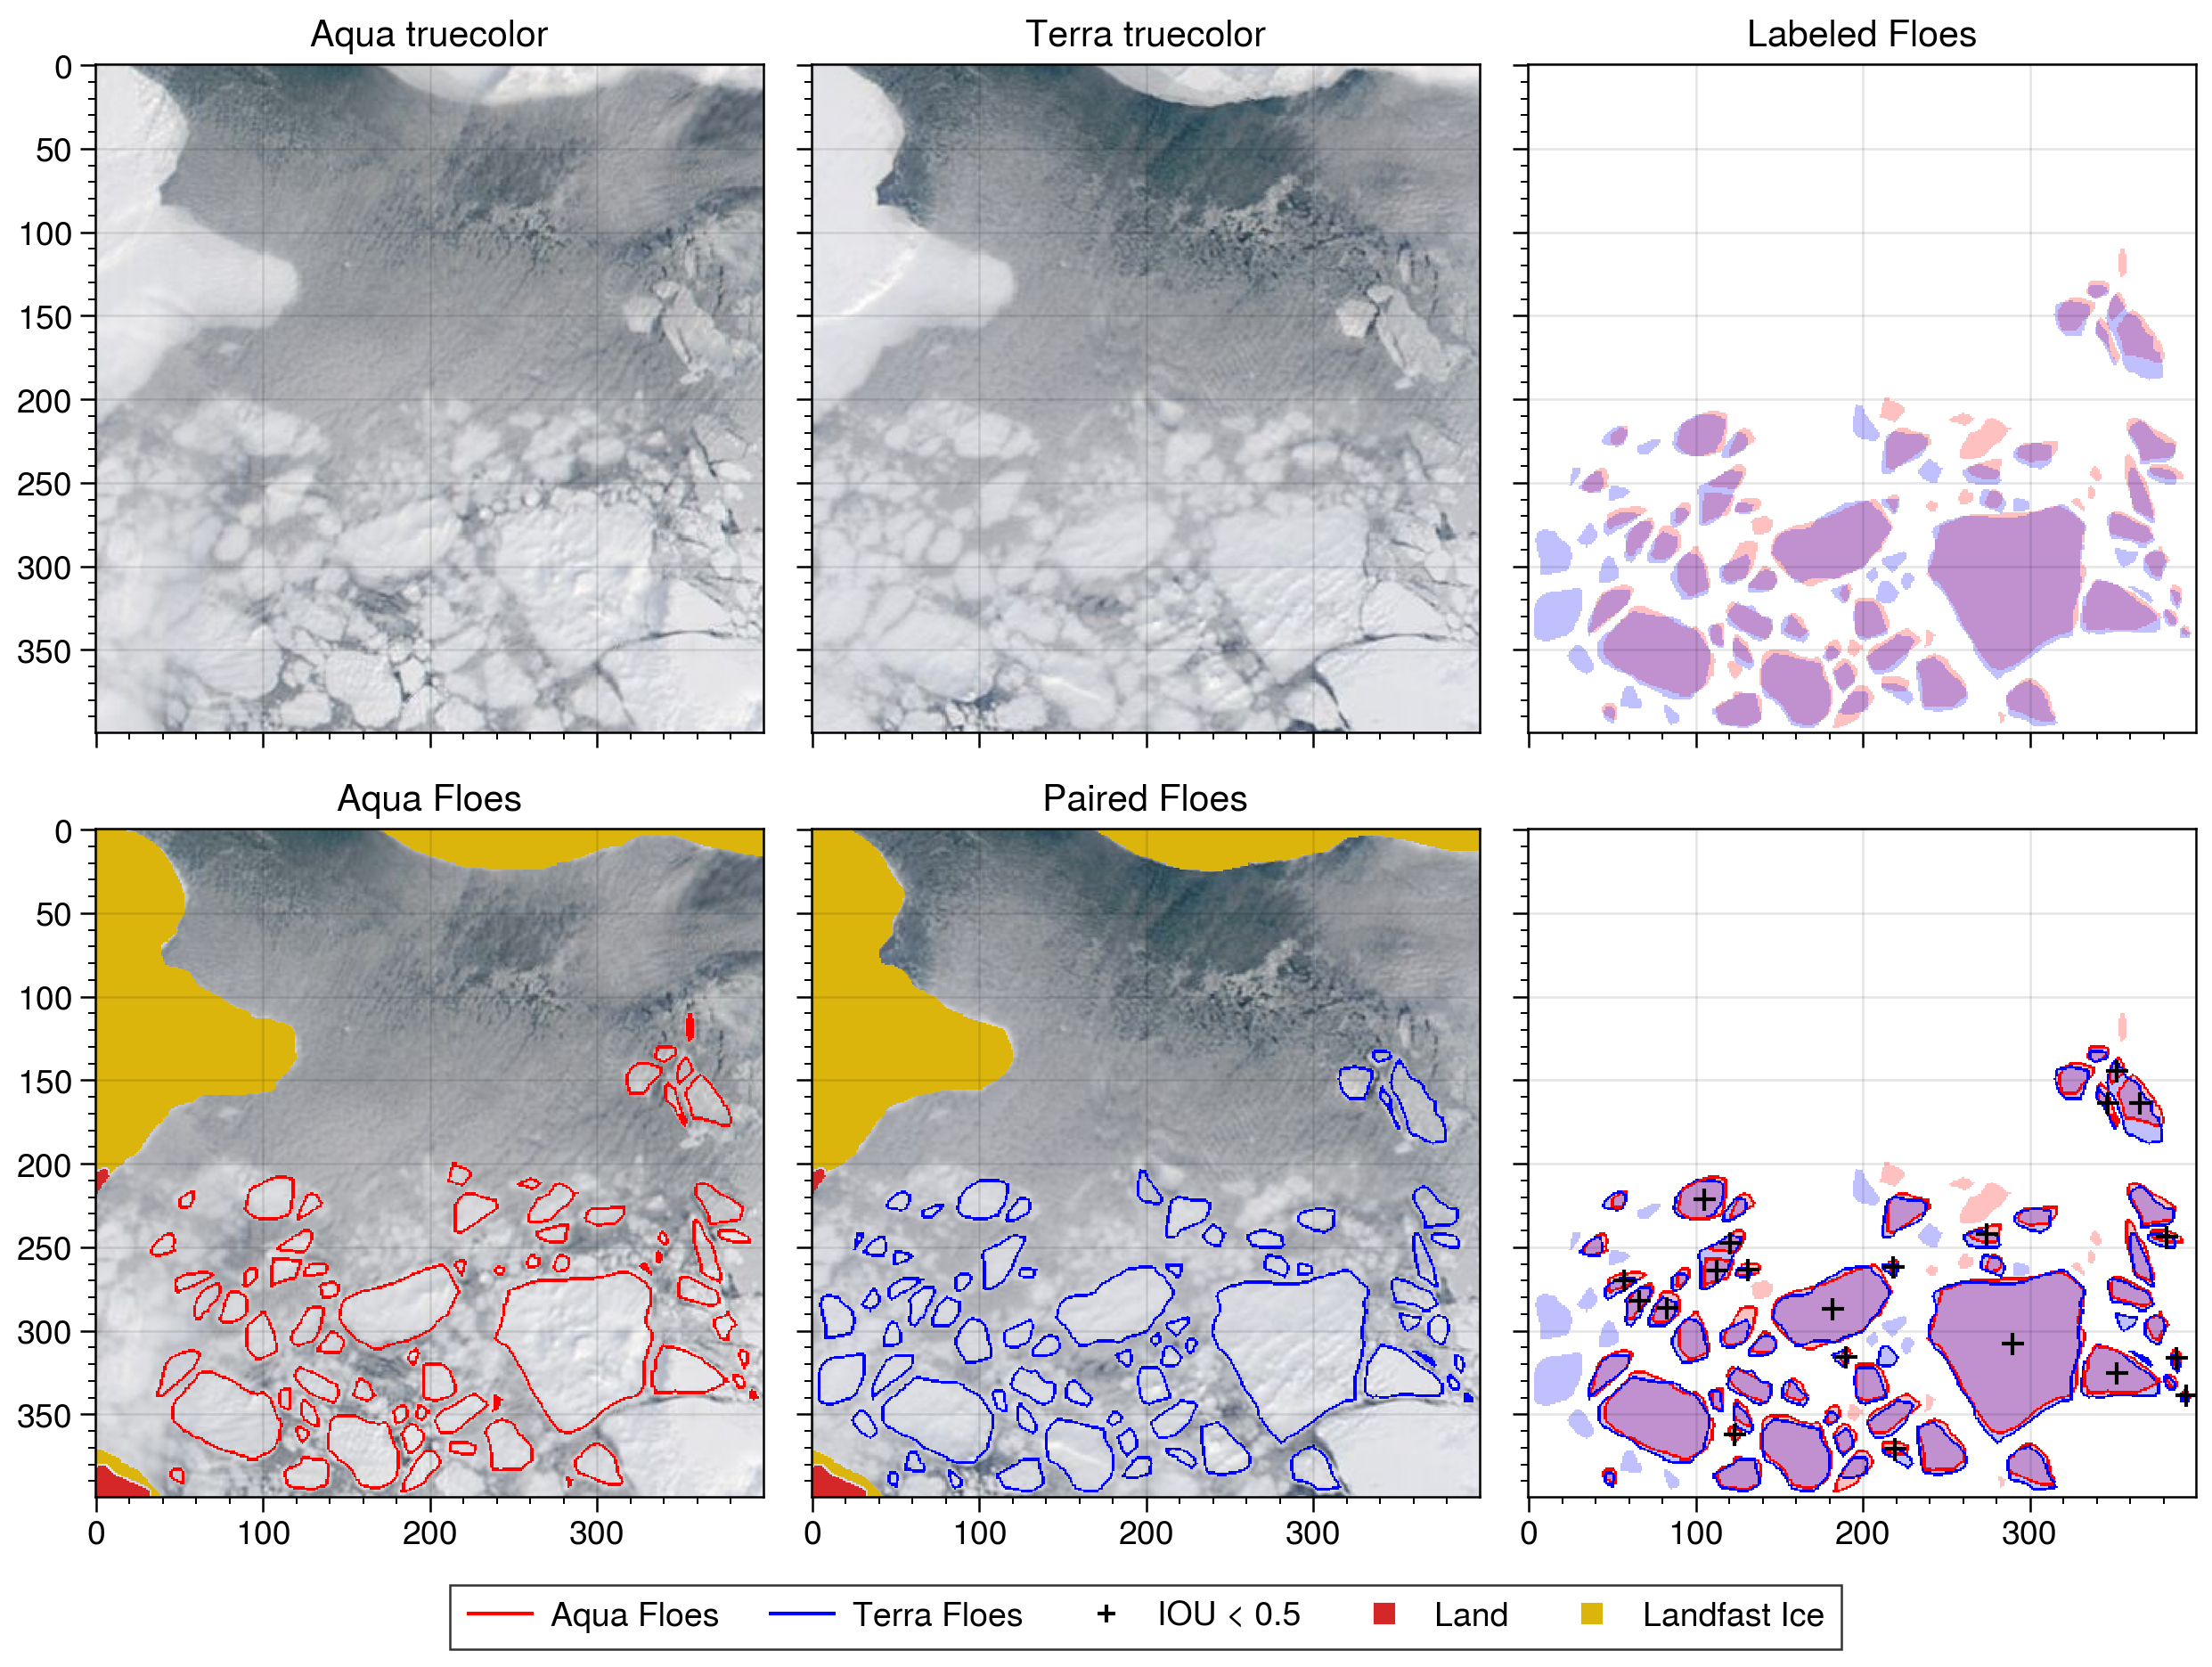 Aqua truecolor
Terra truecolor
Labeled Floes
0
50
100
150
200
250
300
350
Aqua Floes
Paired Floes
0
50
100
150
200
250
300
350
0 100 200 300
0 100 200 300
0 100 200 300
Aqua Floes Terra Floes IOU < 0.5 Land Landfast Ice